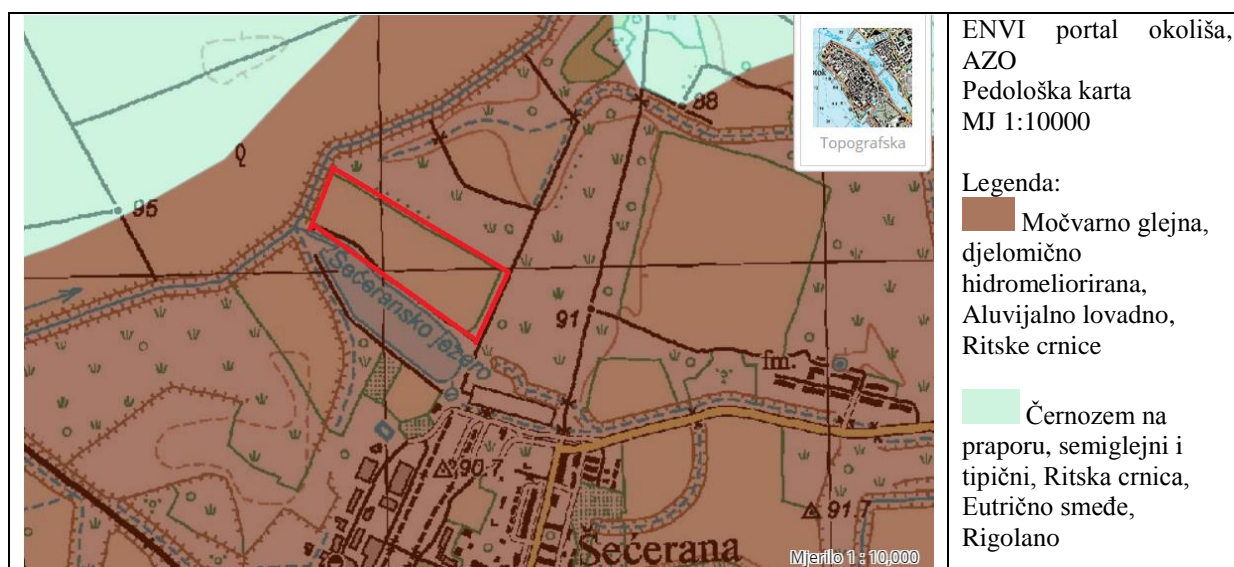 ENVI portal okoliša,
AZO
Pedološka karta
MJ 1:10000
Legenda:
Močvarno glejna,
djelomično
hidromeliorirana,
Aluvijalno lovadno,
Ritske crnice
Černozem na
praporu, semiglejni i
tipični, Ritska crnica,
Eutrično smeđe,
Rigolano
Topografska
88
95
Šećeransko jezero
91
fm.
90.7
91.7
Šećerana
Mjerilo 1 : 10,000